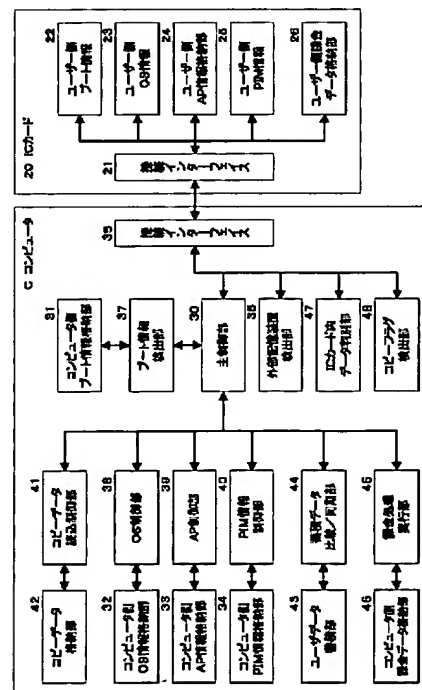 20 ICカード
22
ユーザー側
ブート情報
23
ユーザー側
OS情報
24
ユーザー側
AP情報格納部
25
ユーザー側
PIM情報
26
ユーザー側課金
データ格納部
21
接続インターフェイス
C コンピュータ
35
接続インターフェイス
31
コンピュータ側
ブート情報格納部
37
ブート情報
検出部
30
主制御部
36
外部記憶装置
検出部
47
ICカード内
データ判別部
48
コピーフラグ
検出部
41
コピーデータ
読込制御部
38
OS制御部
39
AP制御部
40
PIM情報
制御部
44
蓄積データ
比較/同期部
45
課金処理
実行部
42
コピーデータ
格納部
32
コンピュータ側
OS情報格納部
33
コンピュータ側
AP情報格納部
34
コンピュータ側
PIM情報格納部
43
ユーザデータ
蓄積部
46
コンピュータ側
課金データ格納部